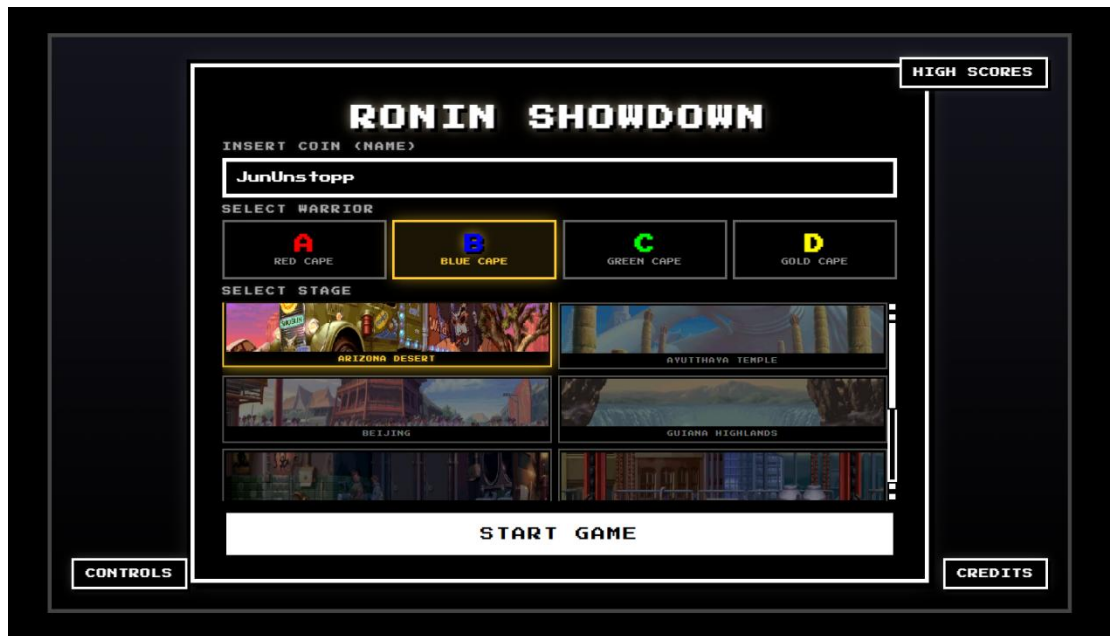 HIGH SCORES
RONIN SHOWDOWN
INSERT COIN (NAME)
JunUnstopp
SELECT WARRIOR
A B C D
RED CAPE BLUE CAPE GREEN CAPE GOLD CAPE
SELECT STAGE
ARIZONA DESERT AYUTTHAYA TEMPLE
BEIJING GUIANA HIGHLANDS
START GAME
CONTROLS CREDITS